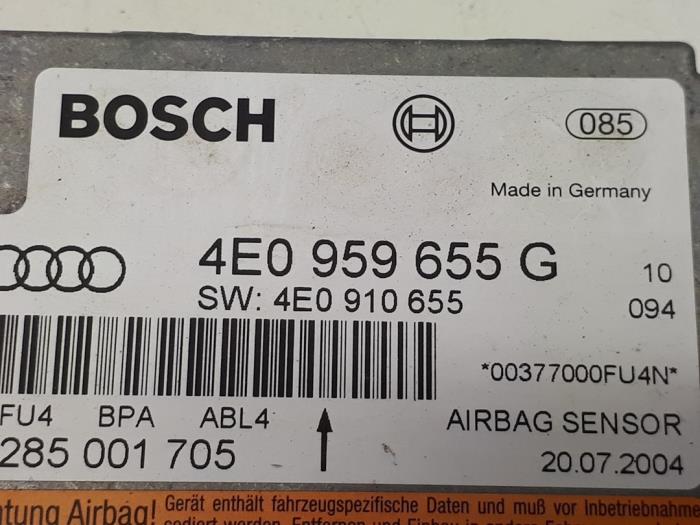 BOSCH 085
Made in Germany
4E0 959 655 G 10
SW: 4E0 910 655 094
*00377000FU4N*
FU4 BPA ABL4 AIRBAG SENSOR
285 001 705 20.07.2004
Airbag! Gerät enthält fahrzeugspezifische Daten und muß vor Inbetriebnahme